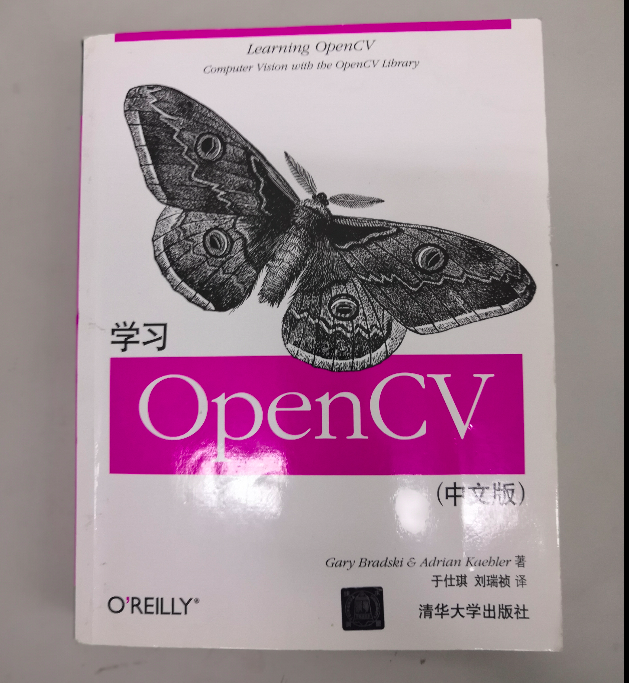 Learning OpenCV
Computer Vision with the OpenCV Library
学习
OpenCV
(中文版)
Gary Bradski & Adrian Kaehler 著
于仕琪 刘瑞祯 译
O'REILLY®
清华大学出版社